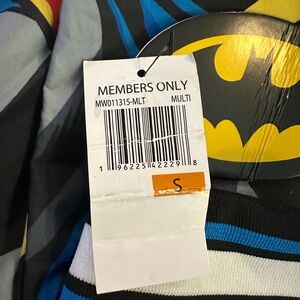 MEMBERS ONLY
MW011315-MLT MULTI
1 96225 42229 8
S